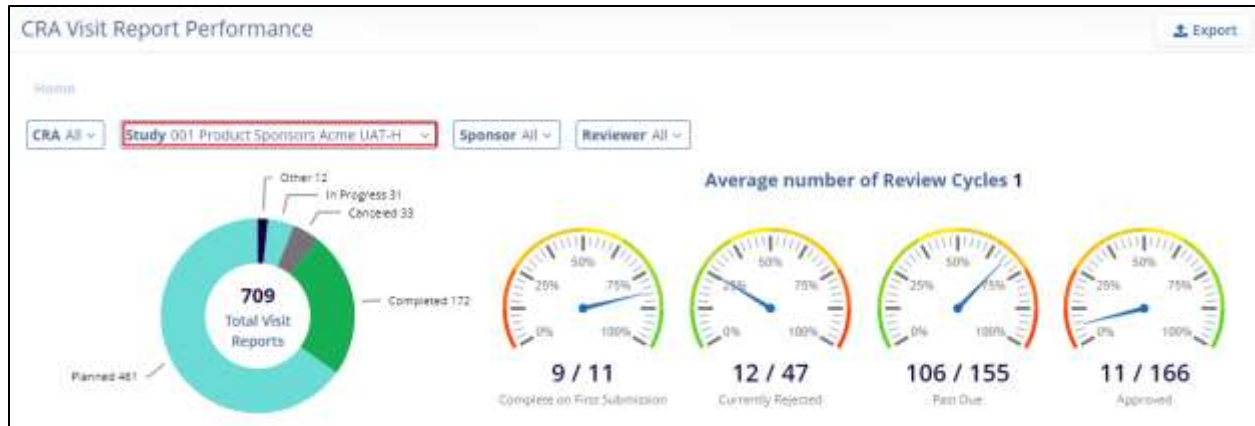 CRA Visit Report Performance
Export
Home
CRA All
Study 001 Product Sponsors Acme UAT-H
Sponsor All
Reviewer All
Other 12
In Progress 31
Canceled 33
Completed 172
Planned 461
709
Total Visit
Reports
Average number of Review Cycles 1
0%
25%
50%
75%
100%
9 / 11
Complete on First Submission
0%
25%
50%
75%
100%
12 / 47
Currently Rejected
0%
25%
50%
75%
100%
106 / 155
Past Due
0%
25%
50%
75%
100%
11 / 166
Approved